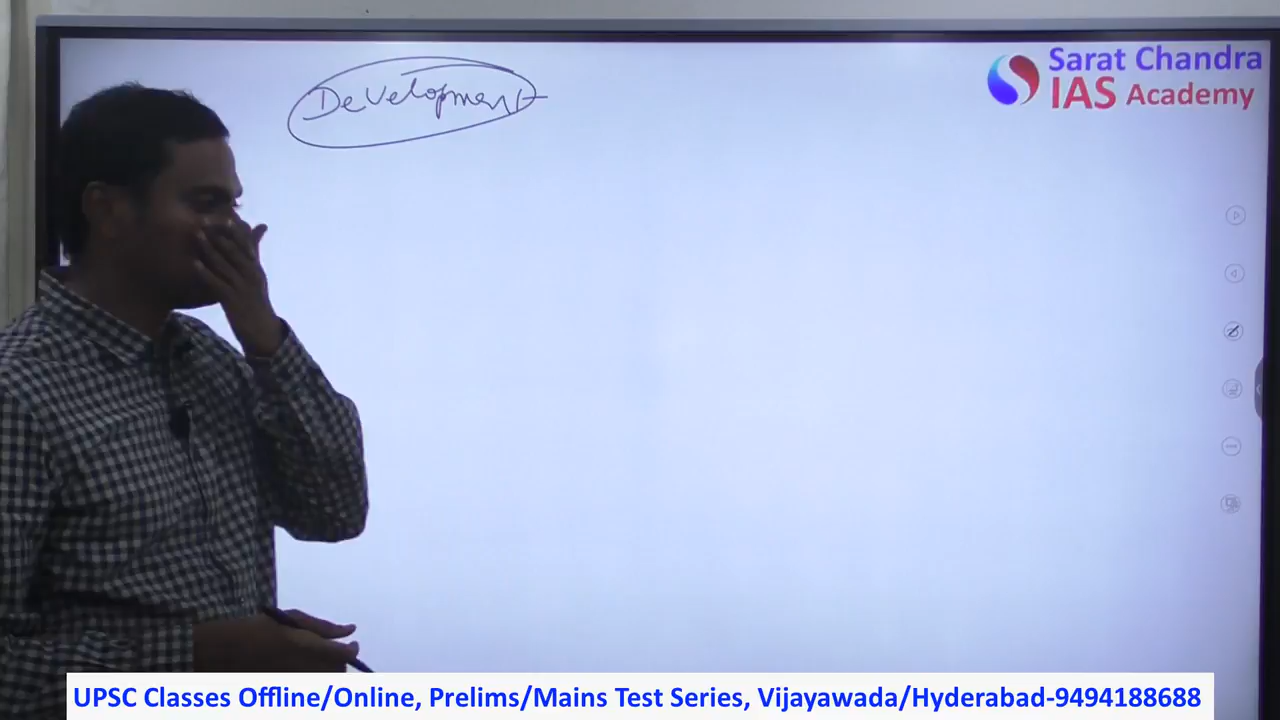 Development
Sarat Chandra
IAS Academy
UPSC Classes Offline/Online, Prelims/Mains Test Series, Vijayawada/Hyderabad-9494188688